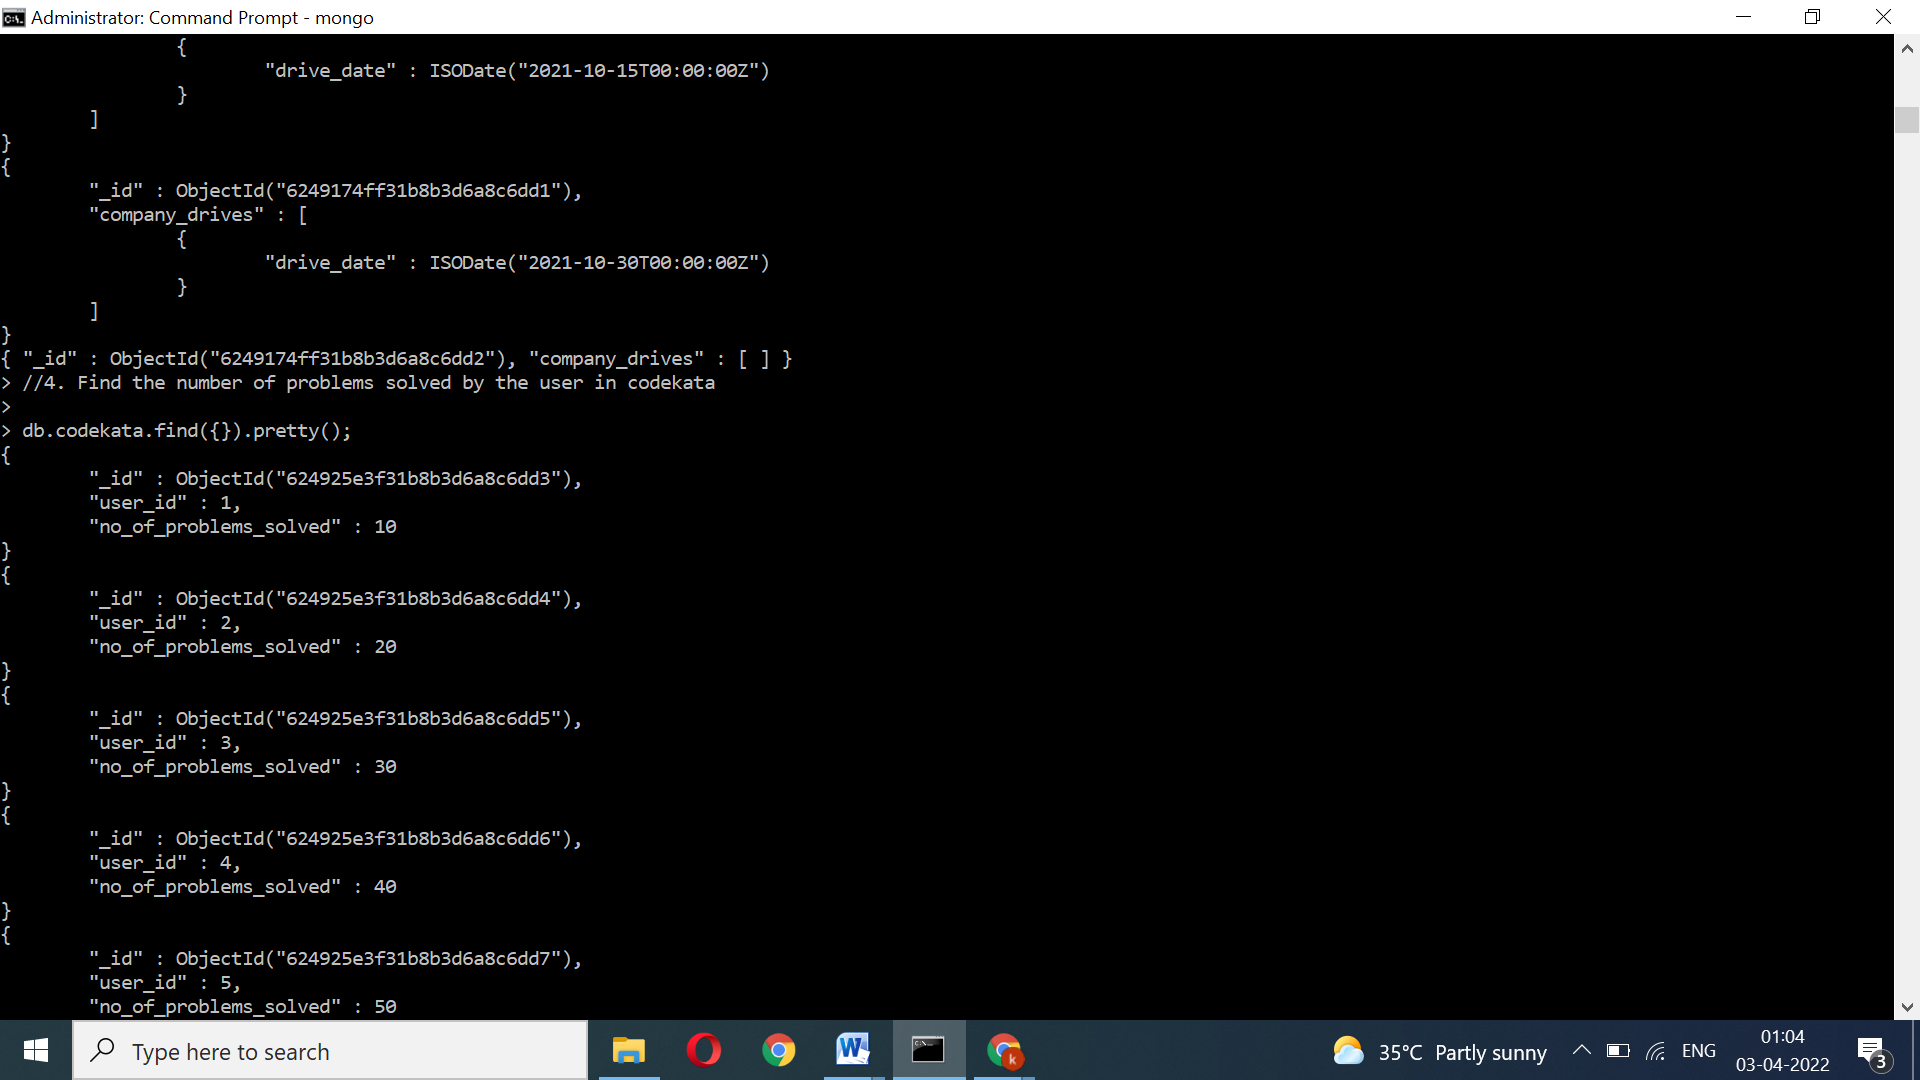 Administrator: Command Prompt - mongo
{
"drive_date" : ISODate("2021-10-15T00:00:00Z")
}
]
}
{
"_id" : ObjectId("6249174ff31b8b3d6a8c6dd1"),
"company_drives" : [
{
"drive_date" : ISODate("2021-10-30T00:00:00Z")
}
]
}
{ "_id" : ObjectId("6249174ff31b8b3d6a8c6dd2"), "company_drives" : [ ] }
> //4. Find the number of problems solved by the user in codekata
>
> db.codekata.find({}).pretty();
{
"_id" : ObjectId("624925e3f31b8b3d6a8c6dd3"),
"user_id" : 1,
"no_of_problems_solved" : 10
}
{
"_id" : ObjectId("624925e3f31b8b3d6a8c6dd4"),
"user_id" : 2,
"no_of_problems_solved" : 20
}
{
"_id" : ObjectId("624925e3f31b8b3d6a8c6dd5"),
"user_id" : 3,
"no_of_problems_solved" : 30
}
{
"_id" : ObjectId("624925e3f31b8b3d6a8c6dd6"),
"user_id" : 4,
"no_of_problems_solved" : 40
}
{
"_id" : ObjectId("624925e3f31b8b3d6a8c6dd7"),
"user_id" : 5,
"no_of_problems_solved" : 50
Type here to search
W
k
35°C Partly sunny
ENG
01:04
03-04-2022
3